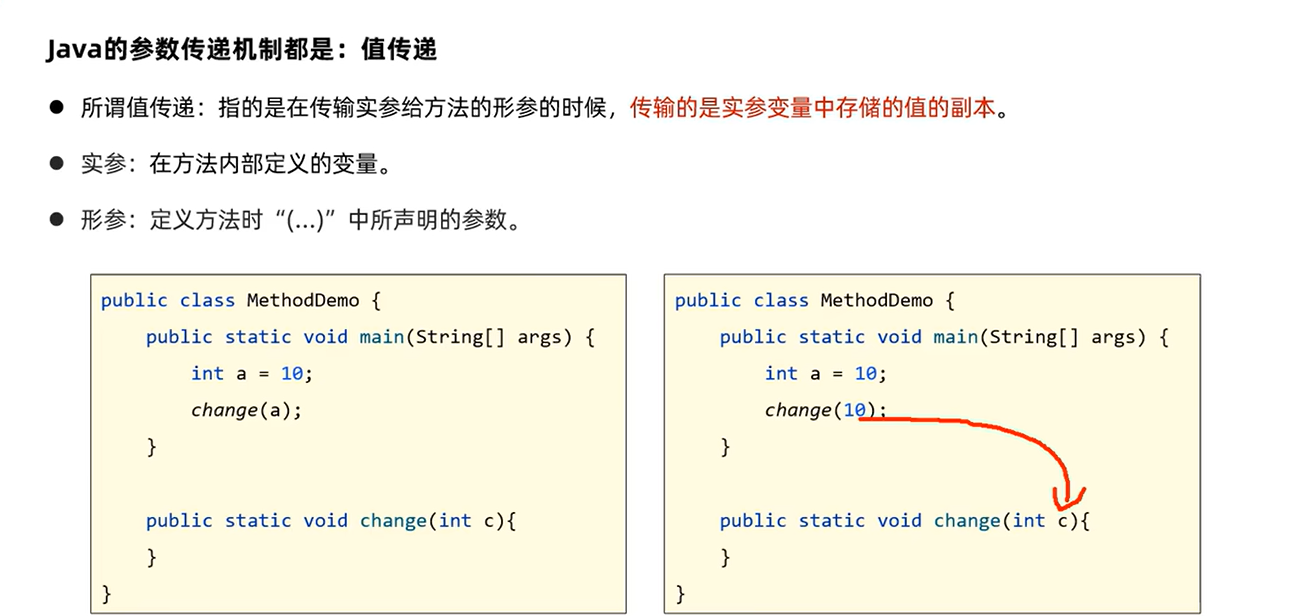 Java的参数传递机制都是：值传递
● 所谓值传递：指的是在传输实参给方法的形参的时候，传输的是实参变量中存储的值的副本。
● 实参：在方法内部定义的变量。
● 形参：定义方法时“(...)”中所声明的参数。
public class MethodDemo {
    public static void main(String[] args) {
        int a = 10;
        change(a);
    }

    public static void change(int c){
    }
}
public class MethodDemo {
    public static void main(String[] args) {
        int a = 10;
        change(10);
    }

    public static void change(int c){
    }
}